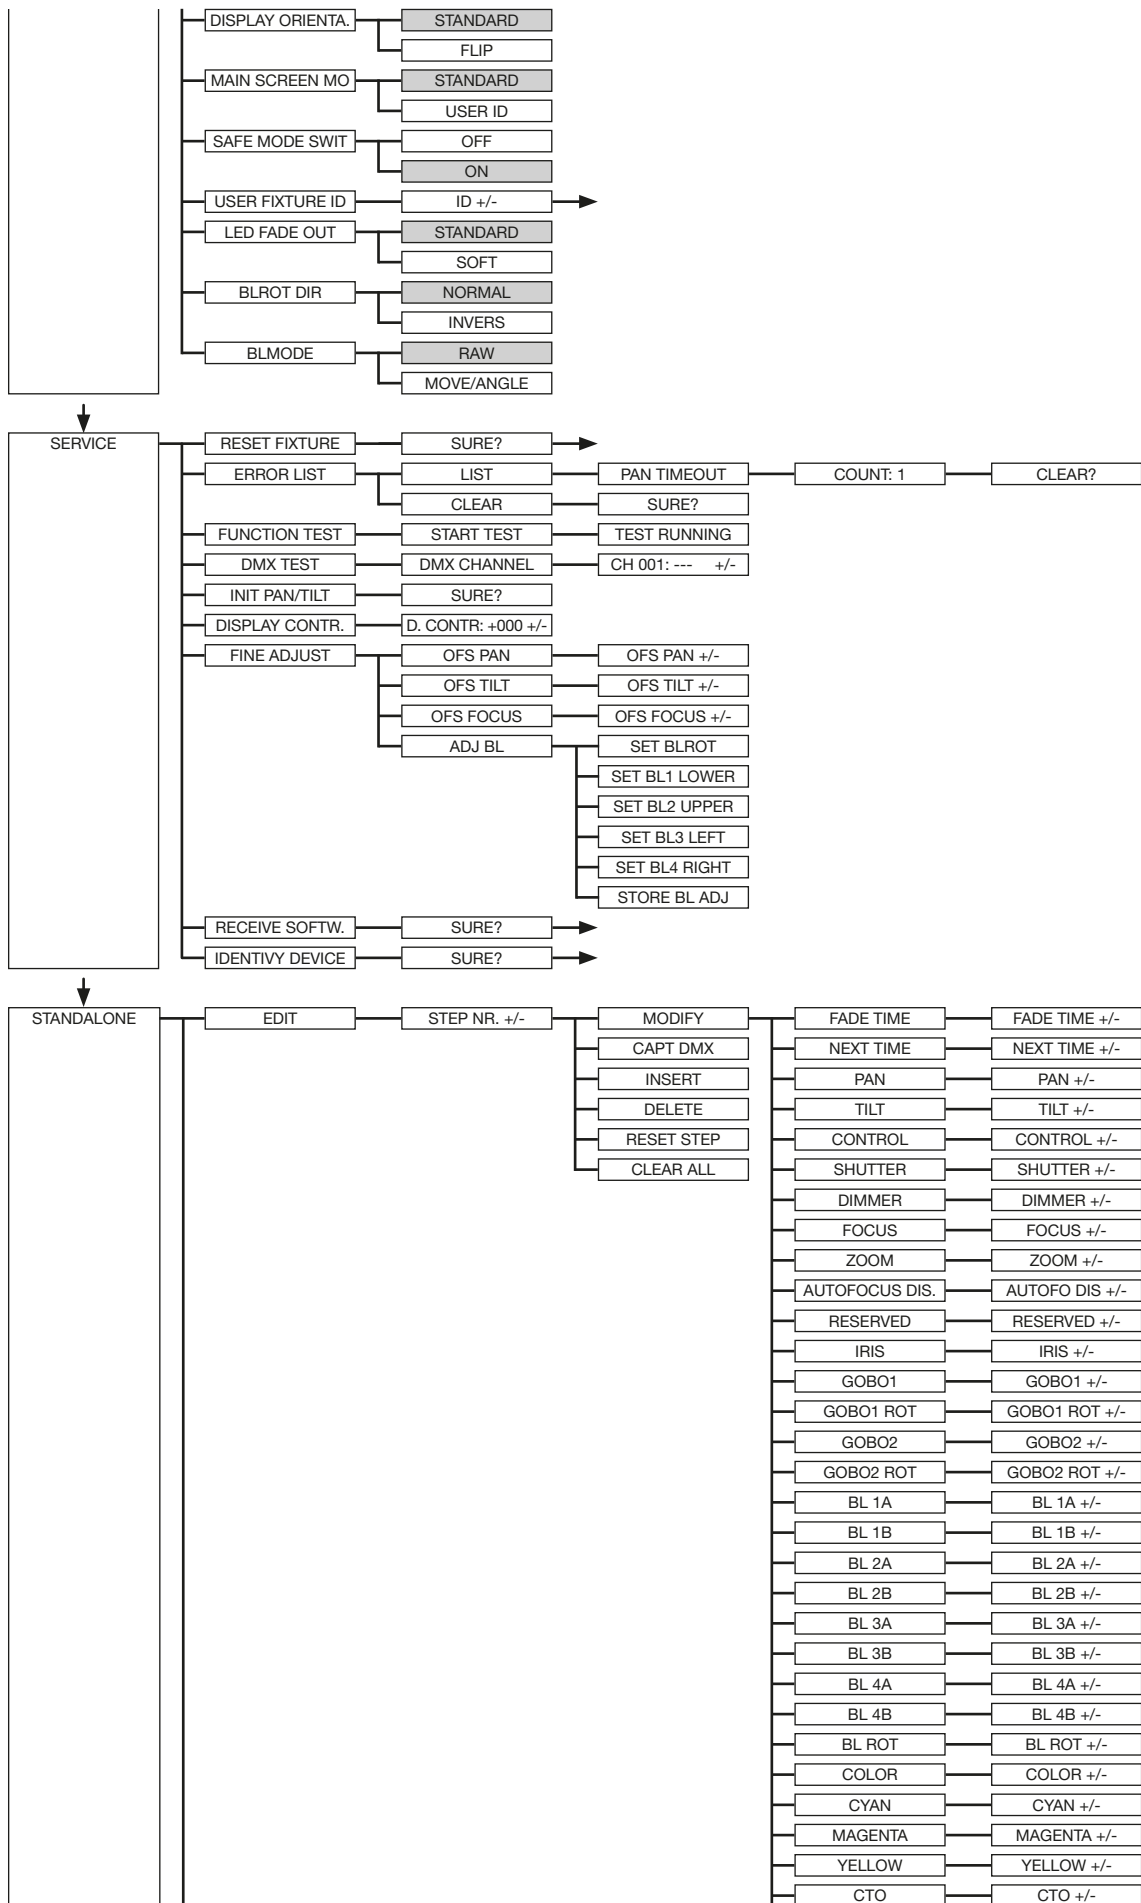 DISPLAY ORIENTA. STANDARD
FLIP
MAIN SCREEN MO STANDARD
USER ID
SAFE MODE SWIT OFF
ON
USER FIXTURE ID ID +/-
LED FADE OUT STANDARD
SOFT
BLROT DIR NORMAL
INVERS
BLMODE RAW
MOVE/ANGLE
SERVICE RESET FIXTURE SURE?
ERROR LIST LIST PAN TIMEOUT COUNT: 1 CLEAR?
CLEAR SURE?
FUNCTION TEST START TEST TEST RUNNING
DMX TEST DMX CHANNEL CH 001: --- +/-
INIT PAN/TILT SURE?
DISPLAY CONTR. D. CONTR: +000 +/-
FINE ADJUST OFS PAN OFS PAN +/-
OFS TILT OFS TILT +/-
OFS FOCUS OFS FOCUS +/-
ADJ BL SET BLROT
SET BL1 LOWER
SET BL2 UPPER
SET BL3 LEFT
SET BL4 RIGHT
STORE BL ADJ
RECEIVE SOFTW. SURE?
IDENTIVY DEVICE SURE?
STANDALONE EDIT STEP NR. +/- MODIFY FADE TIME FADE TIME +/-
CAPT DMX NEXT TIME NEXT TIME +/-
INSERT PAN PAN +/-
DELETE TILT TILT +/-
RESET STEP CONTROL CONTROL +/-
CLEAR ALL SHUTTER SHUTTER +/-
DIMMER DIMMER +/-
FOCUS FOCUS +/-
ZOOM ZOOM +/-
AUTOFOCUS DIS. AUTOFO DIS +/-
RESERVED RESERVED +/-
IRIS IRIS +/-
GOBO1 GOBO1 +/-
GOBO1 ROT GOBO1 ROT +/-
GOBO2 GOBO2 +/-
GOBO2 ROT GOBO2 ROT +/-
BL 1A BL 1A +/-
BL 1B BL 1B +/-
BL 2A BL 2A +/-
BL 2B BL 2B +/-
BL 3A BL 3A +/-
BL 3B BL 3B +/-
BL 4A BL 4A +/-
BL 4B BL 4B +/-
BL ROT BL ROT +/-
COLOR COLOR +/-
CYAN CYAN +/-
MAGENTA MAGENTA +/-
YELLOW YELLOW +/-
CTO CTO +/-